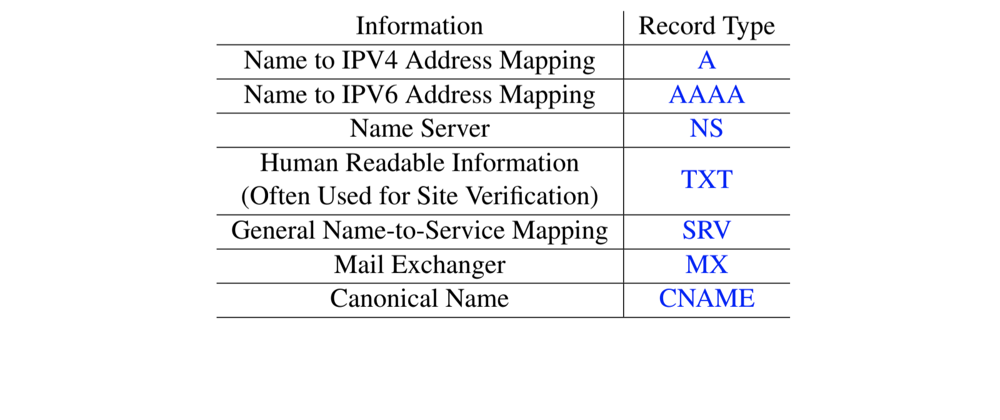 Information Record Type
Name to IPV4 Address Mapping A
Name to IPV6 Address Mapping AAAA
Name Server NS
Human Readable Information
(Often Used for Site Verification) TXT
General Name-to-Service Mapping SRV
Mail Exchanger MX
Canonical Name CNAME